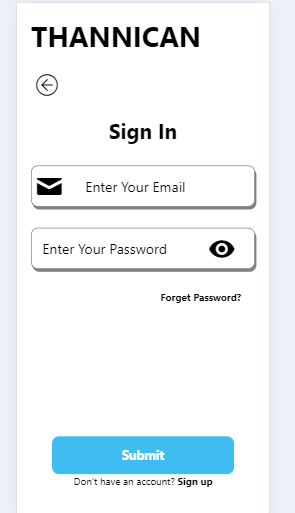 THANNICAN
Sign In
Enter Your Email
Enter Your Password
Forget Password?
Submit
Don't have an account? Sign up